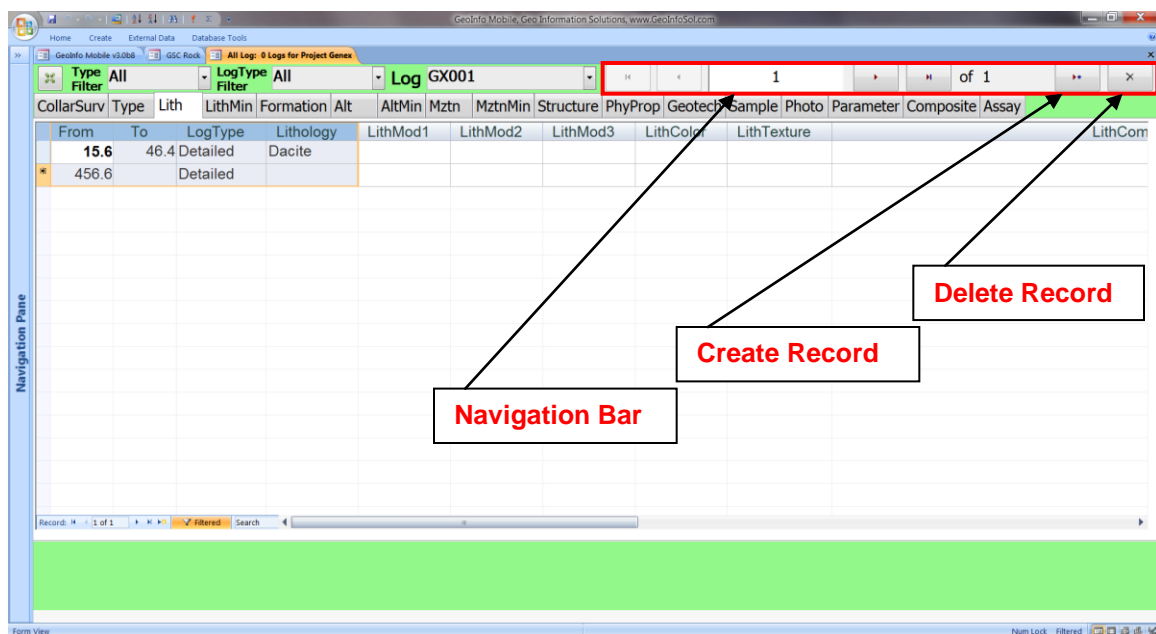 GeoInfo Mobile, Geo Information Solutions, www.GeoInfoSol.com
Home Create External Data Database Tools
GeoInfo Mobile v3.0b8 GSC Rock All Log: 0 Logs for Project Genex
Type Filter All LogType Filter All Log GX001 1 of 1
CollarSurv Type Lith LithMin Formation Alt AltMin Mztn MztnMin Structure PhyProp Geotech Sample Photo Parameter Composite Assay
From To LogType Lithology LithMod1 LithMod2 LithMod3 LithColor LithTexture LithCom
15.6 46.4 Detailed Dacite
456.6 Detailed
Delete Record
Create Record
Navigation Bar
Navigation Pane
Record: 1 of 1 Filtered Search
Form View Num Lock Filtered